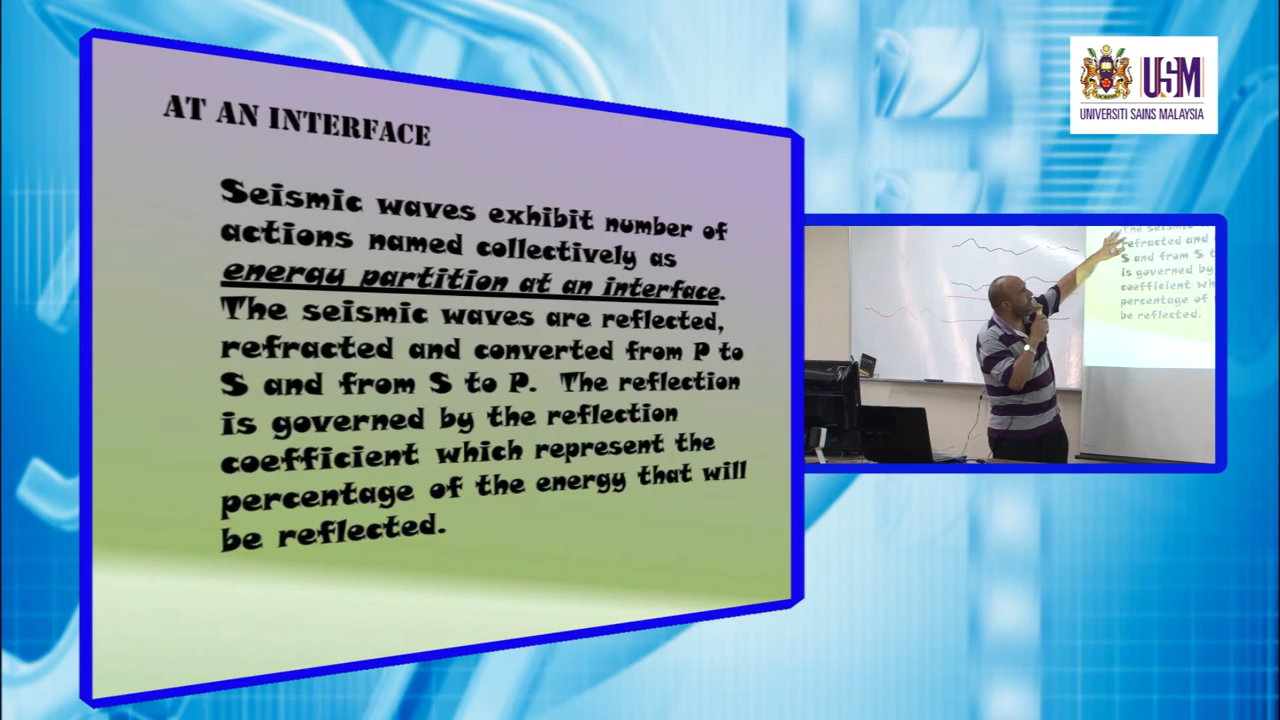 AT AN INTERFACE
Seismic waves exhibit number of
actions named collectively as
energy partition at an interface.
The seismic waves are reflected,
refracted and converted from P to
S and from S to P. The reflection
is governed by the reflection
coefficient which represent the
percentage of the energy that will
be reflected.
USM
UNIVERSITI SAINS MALAYSIA
refracted and
S and from S t
is governed by
coefficient wh
percentage of
be reflected.